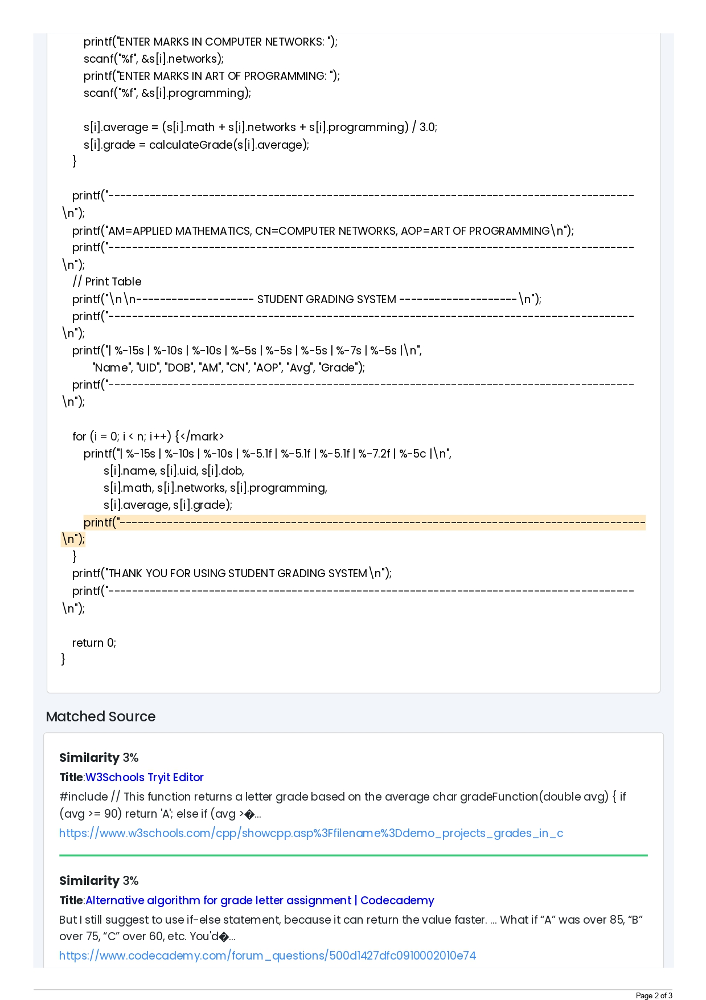 printf("ENTER MARKS IN COMPUTER NETWORKS: ");
scanf("%f", &s[i].networks);
printf("ENTER MARKS IN ART OF PROGRAMMING: ");
scanf("%f", &s[i].programming);
s[i].average = (s[i].math + s[i].networks + s[i].programming) / 3.0;
s[i].grade = calculateGrade(s[i].average);
}
printf("-----------------------------------------------------------------------------------------
\n");
printf("AM=APPLIED MATHEMATICS, CN=COMPUTER NETWORKS, AOP=ART OF PROGRAMMING\n");
printf("-----------------------------------------------------------------------------------------
\n");
// Print Table
printf("\n\n-------------------- STUDENT GRADING SYSTEM --------------------\n");
printf("-----------------------------------------------------------------------------------------
\n");
printf("| %-15s | %-10s | %-10s | %-5s | %-5s | %-5s | %-7s | %-5s |\n",
"Name", "UID", "DOB", "AM", "CN", "AOP", "Avg", "Grade");
printf("-----------------------------------------------------------------------------------------
\n");
for (i = 0; i < n; i++) {</mark>
printf("| %-15s | %-10s | %-10s | %-5.1f | %-5.1f | %-5.1f | %-7.2f | %-5c |\n",
s[i].name, s[i].uid, s[i].dob,
s[i].math, s[i].networks, s[i].programming,
s[i].average, s[i].grade);
printf("-----------------------------------------------------------------------------------------
\n");
}
printf("THANK YOU FOR USING STUDENT GRADING SYSTEM\n");
printf("-----------------------------------------------------------------------------------------
\n");
return 0;
}
Matched Source
Similarity 3%
Title:W3Schools Tryit Editor
#include // This function returns a letter grade based on the average char gradeFunction(double avg) { if
(avg >= 90) return 'A'; else if (avg >�...
https://www.w3schools.com/cpp/showcpp.asp%3Ffilename%3Ddemo_projects_grades_in_c
Similarity 3%
Title:Alternative algorithm for grade letter assignment | Codecademy
But I still suggest to use if-else statement, because it can return the value faster. ... What if “A” was over 85, “B”
over 75, “C” over 60, etc. You'd�...
https://www.codecademy.com/forum_questions/500d1427dfc0910002010e74
Page 2 of 3